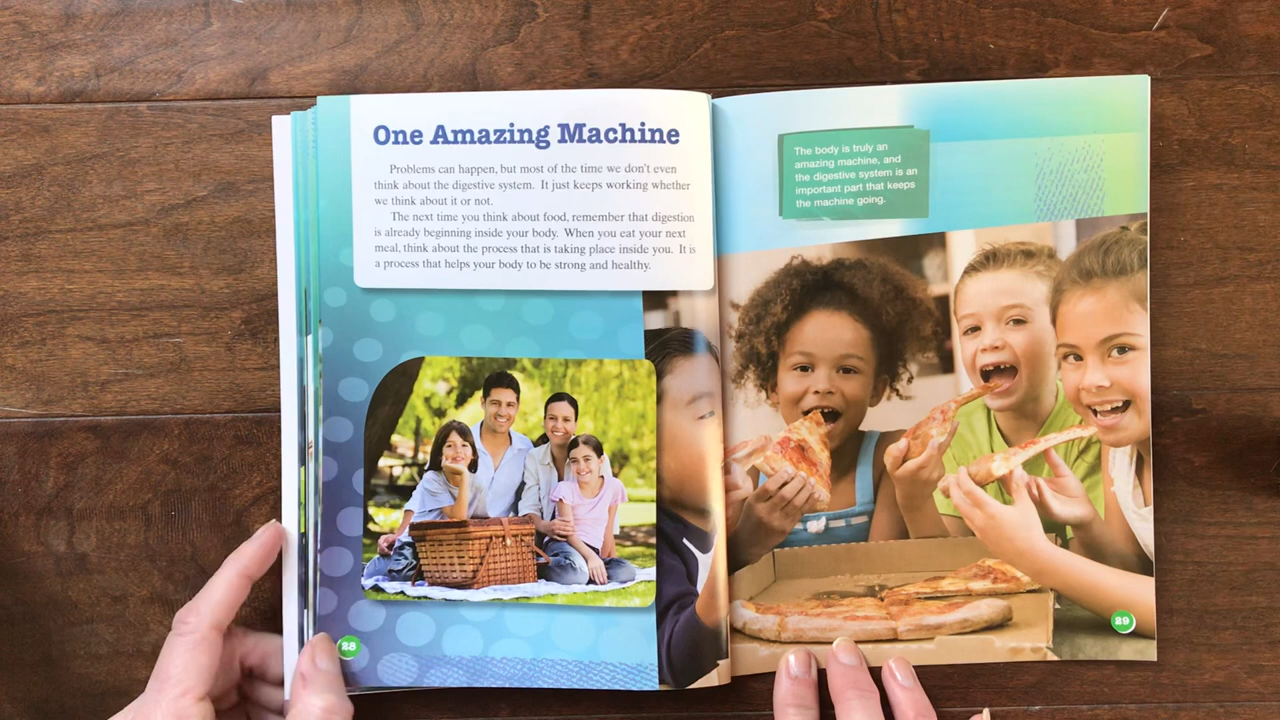 One Amazing Machine
Problems can happen, but most of the time we don't even
think about the digestive system. It just keeps working whether
we think about it or not.
The next time you think about food, remember that digestion
is already beginning inside your body. When you eat your next
meal, think about the process that is taking place inside you. It is
a process that helps your body to be strong and healthy.
28
The body is truly an
amazing machine, and
the digestive system is an
important part that keeps
the machine going.
29